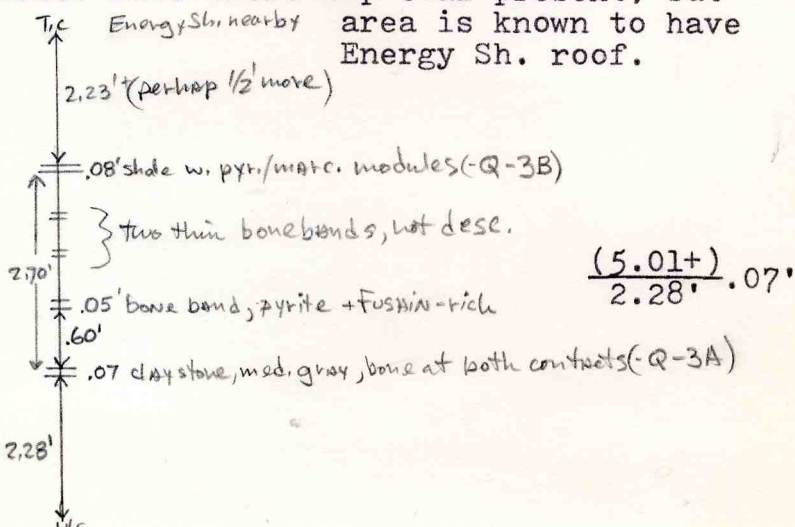 area is known to have
Energy Sh. roof.
T.C Energy Sh. nearby
2.23'+ (perhap 1/2' more)
.08' shale w. pyr./marc. modules (-Q-3B)
two thin bonebands, not desc.
2.70'
.05' bone band, pyrite + FUSAIN-rich
.60'
.07 claystone, med. gray, bone at both contacts (-Q-3A)
2.28'
(5.01+)
2.28' .07'